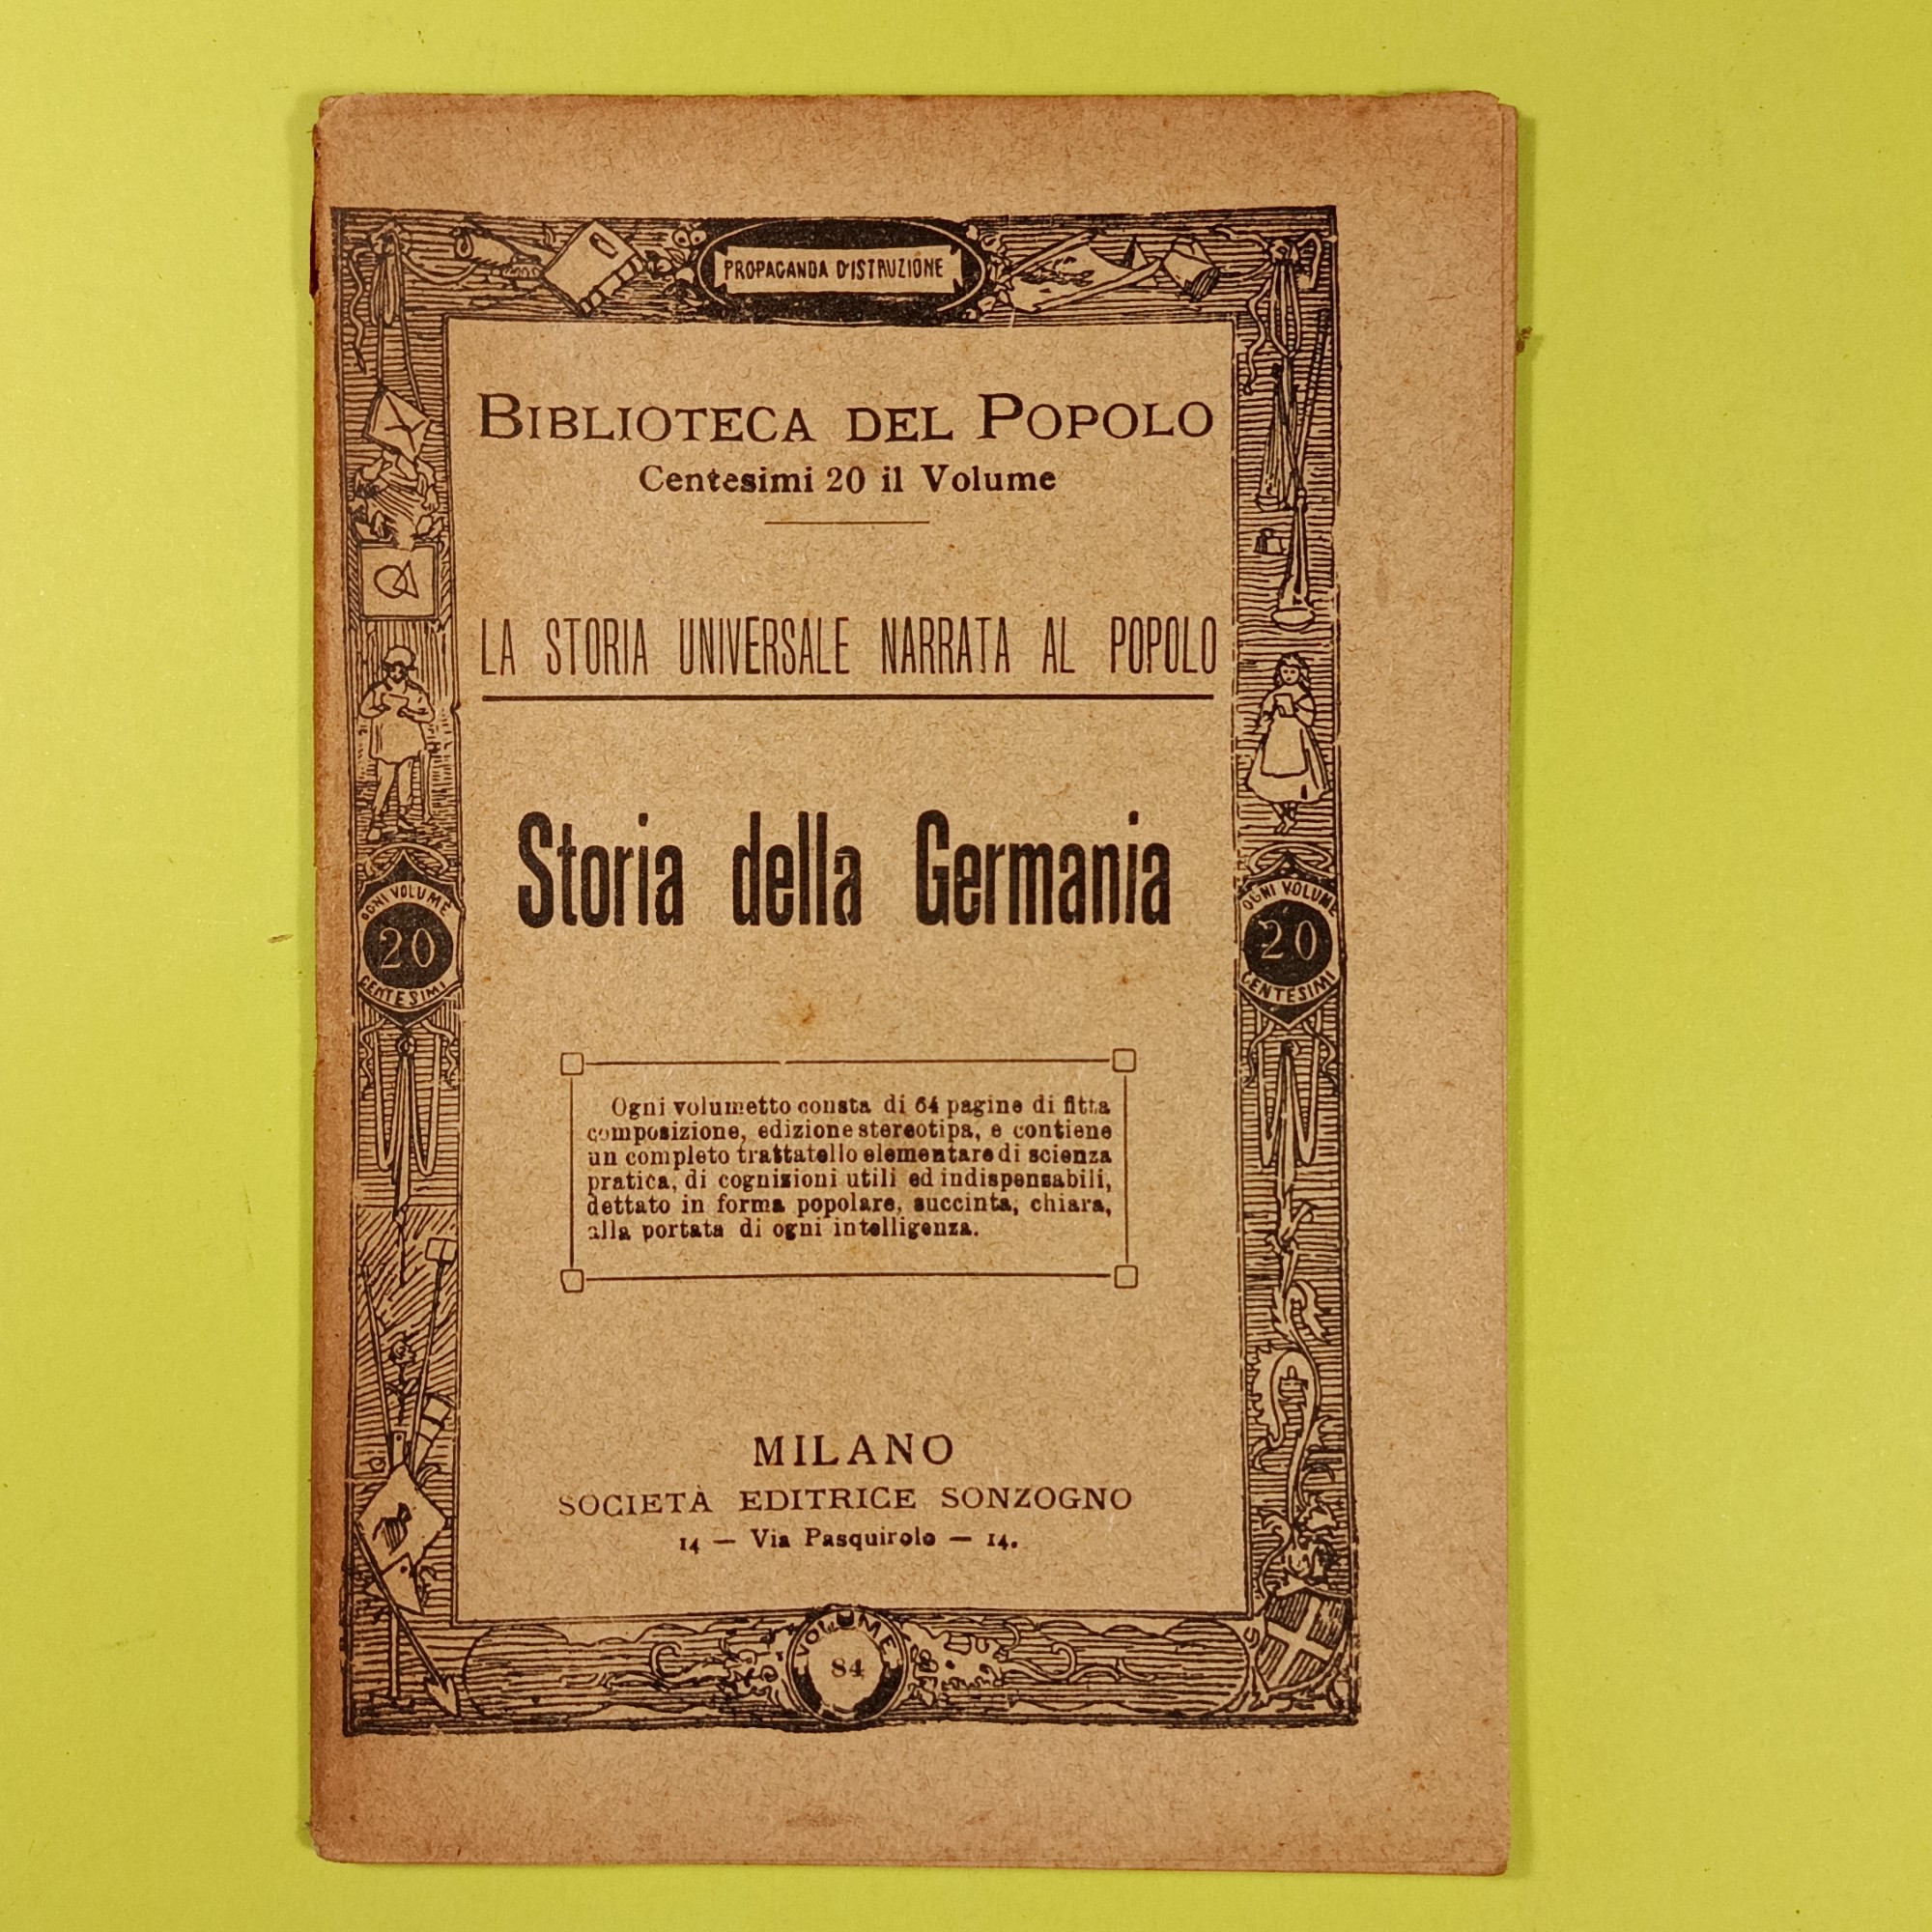 PROPAGANDA D'ISTRUZIONE
BIBLIOTECA DEL POPOLO
Centesimi 20 il Volume
LA STORIA UNIVERSALE NARRATA AL POPOLO
Storia della Germania
OGNI VOLUME
20
CENTESIMI
OGNI VOLUME
20
CENTESIMI
Ogni volumetto consta di 64 pagine di fitta
composizione, edizione stereotipa, e contiene
un completo trattatello elementare di scienza
pratica, di cognizioni utili ed indispensabili,
dettato in forma popolare, succinta, chiara,
alla portata di ogni intelligenza.
MILANO
SOCIETÀ EDITRICE SONZOGNO
14 — Via Pasquirolo — 14.
VOLUME
84